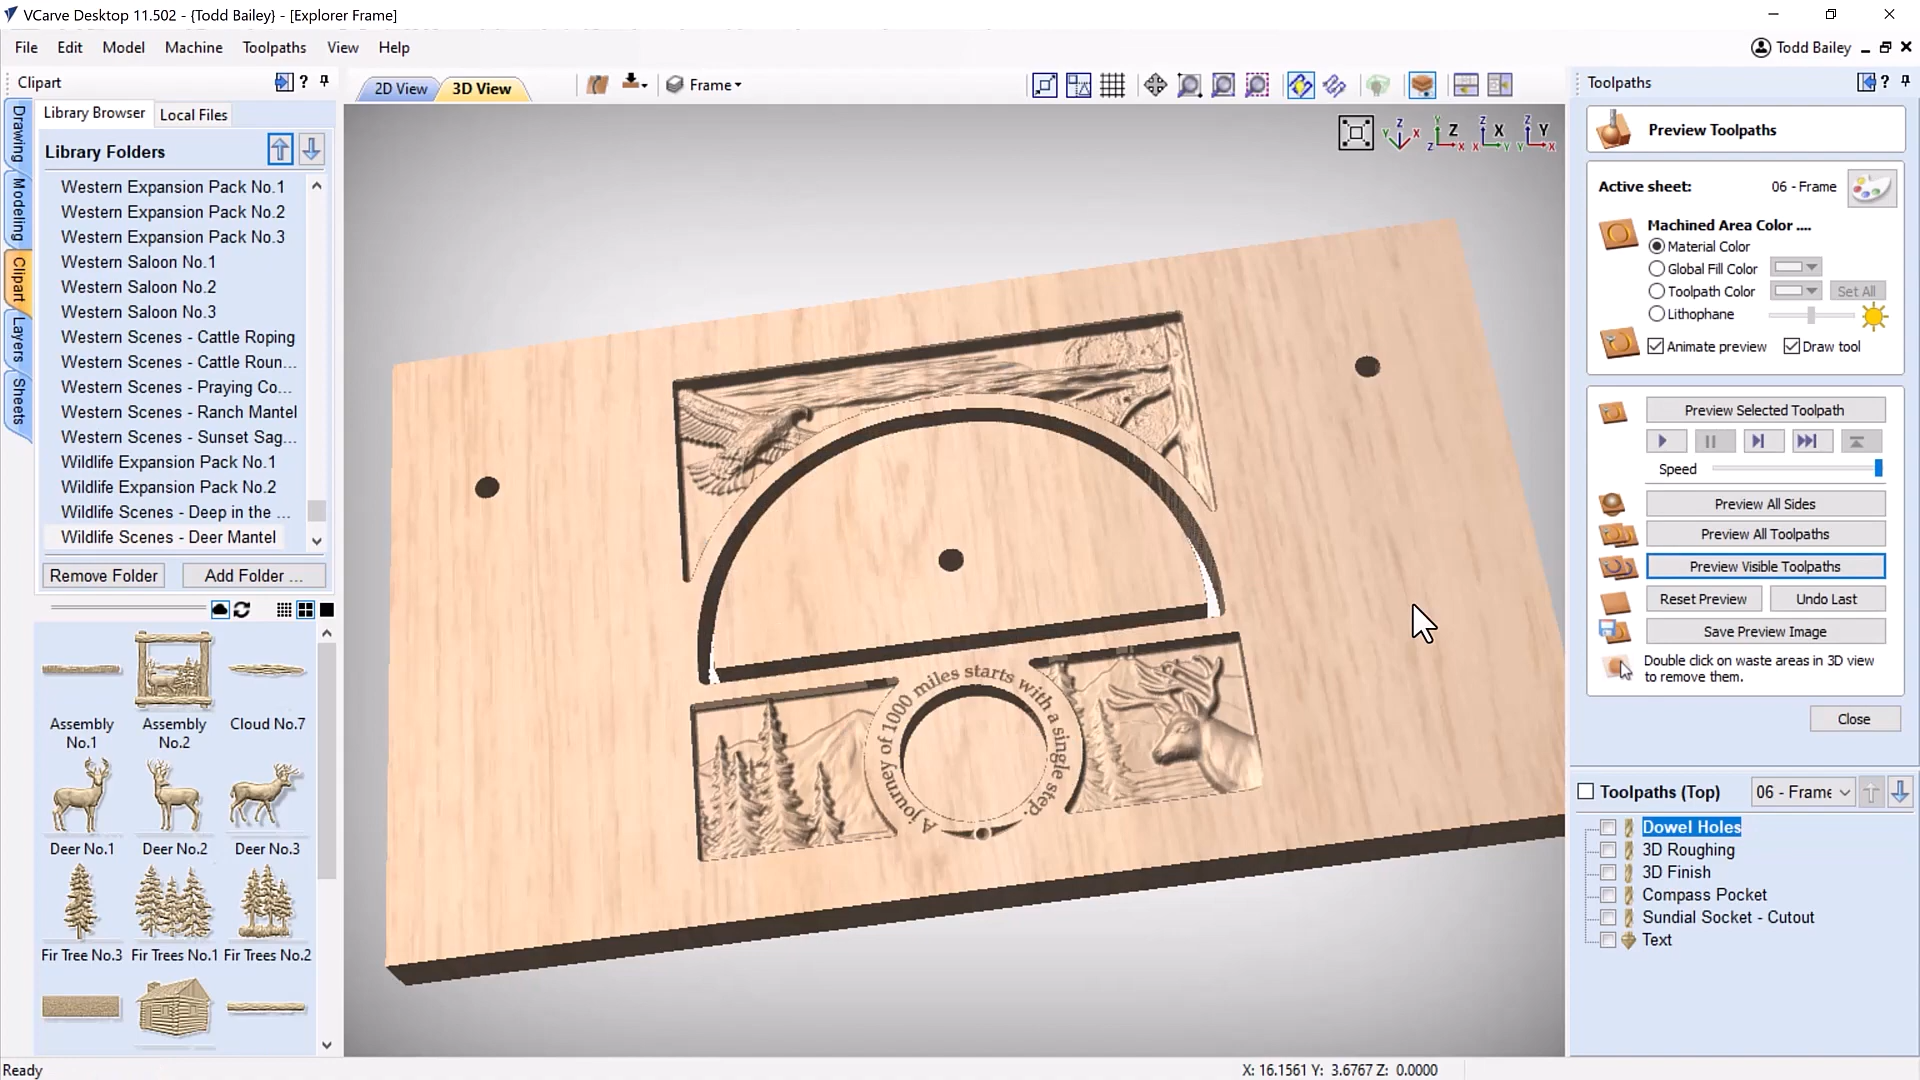 VCarve Desktop 11.502 - {Todd Bailey} - [Explorer Frame]
File Edit Model Machine Toolpaths View Help
Todd Bailey
Clipart
Library Browser
Local Files
Drawing
Modeling
Clipart
Layers
Sheets
Library Folders
Western Expansion Pack No.1
Western Expansion Pack No.2
Western Expansion Pack No.3
Western Saloon No.1
Western Saloon No.2
Western Saloon No.3
Western Scenes - Cattle Roping
Western Scenes - Cattle Roun...
Western Scenes - Praying Co...
Western Scenes - Ranch Mantel
Western Scenes - Sunset Sag...
Wildlife Expansion Pack No.1
Wildlife Expansion Pack No.2
Wildlife Scenes - Deep in the ...
Wildlife Scenes - Deer Mantel
Remove Folder
Add Folder ...
Assembly No.1
Assembly No.2
Cloud No.7
Deer No.1
Deer No.2
Deer No.3
Fir Tree No.3
Fir Trees No.1
Fir Trees No.2
2D View
3D View
Frame
Z
Y X
Y
Z
Z X
Z
X
X Y
Z
Y
Y X
A journey of 1000 miles starts with a single step.
Toolpaths
?
Preview Toolpaths
Active sheet: 06 - Frame
Machined Area Color ....
Material Color
Global Fill Color
Toolpath Color
Set All
Lithophane
Animate preview
Draw tool
Preview Selected Toolpath
Speed
Preview All Sides
Preview All Toolpaths
Preview Visible Toolpaths
Reset Preview
Undo Last
Save Preview Image
Double click on waste areas in 3D view
to remove them.
Close
Toolpaths (Top)
06 - Frame
Dowel Holes
3D Roughing
3D Finish
Compass Pocket
Sundial Socket - Cutout
Text
Ready
X: 16.1561 Y: 3.6767 Z: 0.0000